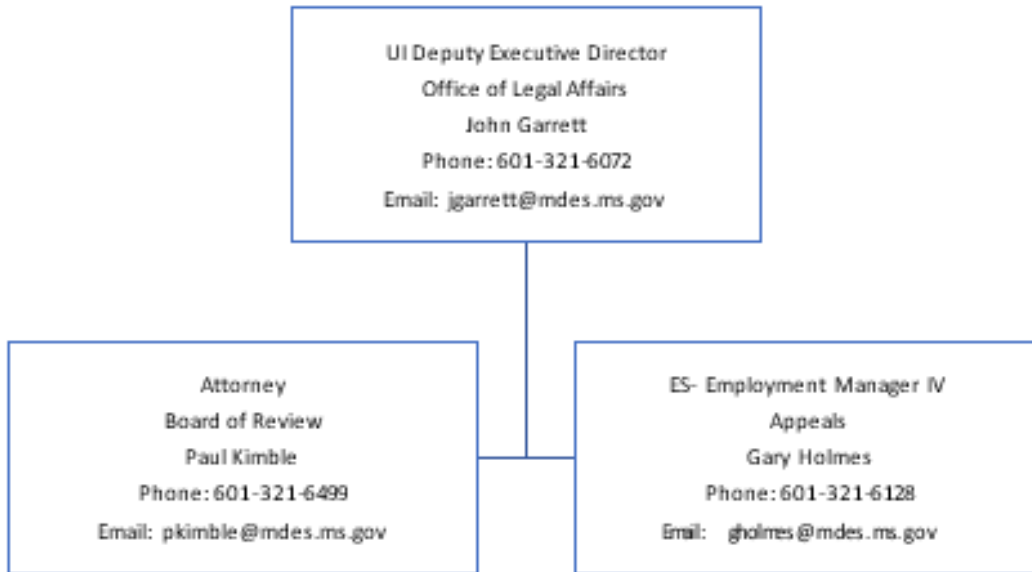 UI Deputy Executive Director
Office of Legal Affairs
John Garrett
Phone: 601-321-6072
Email: jgarrett@mdes.ms.gov
Attorney
Board of Review
Paul Kimble
Phone: 601-321-6499
Email: pkimble@mdes.ms.gov
ES- Employment Manager IV
Appeals
Gary Holmes
Phone: 601-321-6128
Email: gholmes@mdes.ms.gov